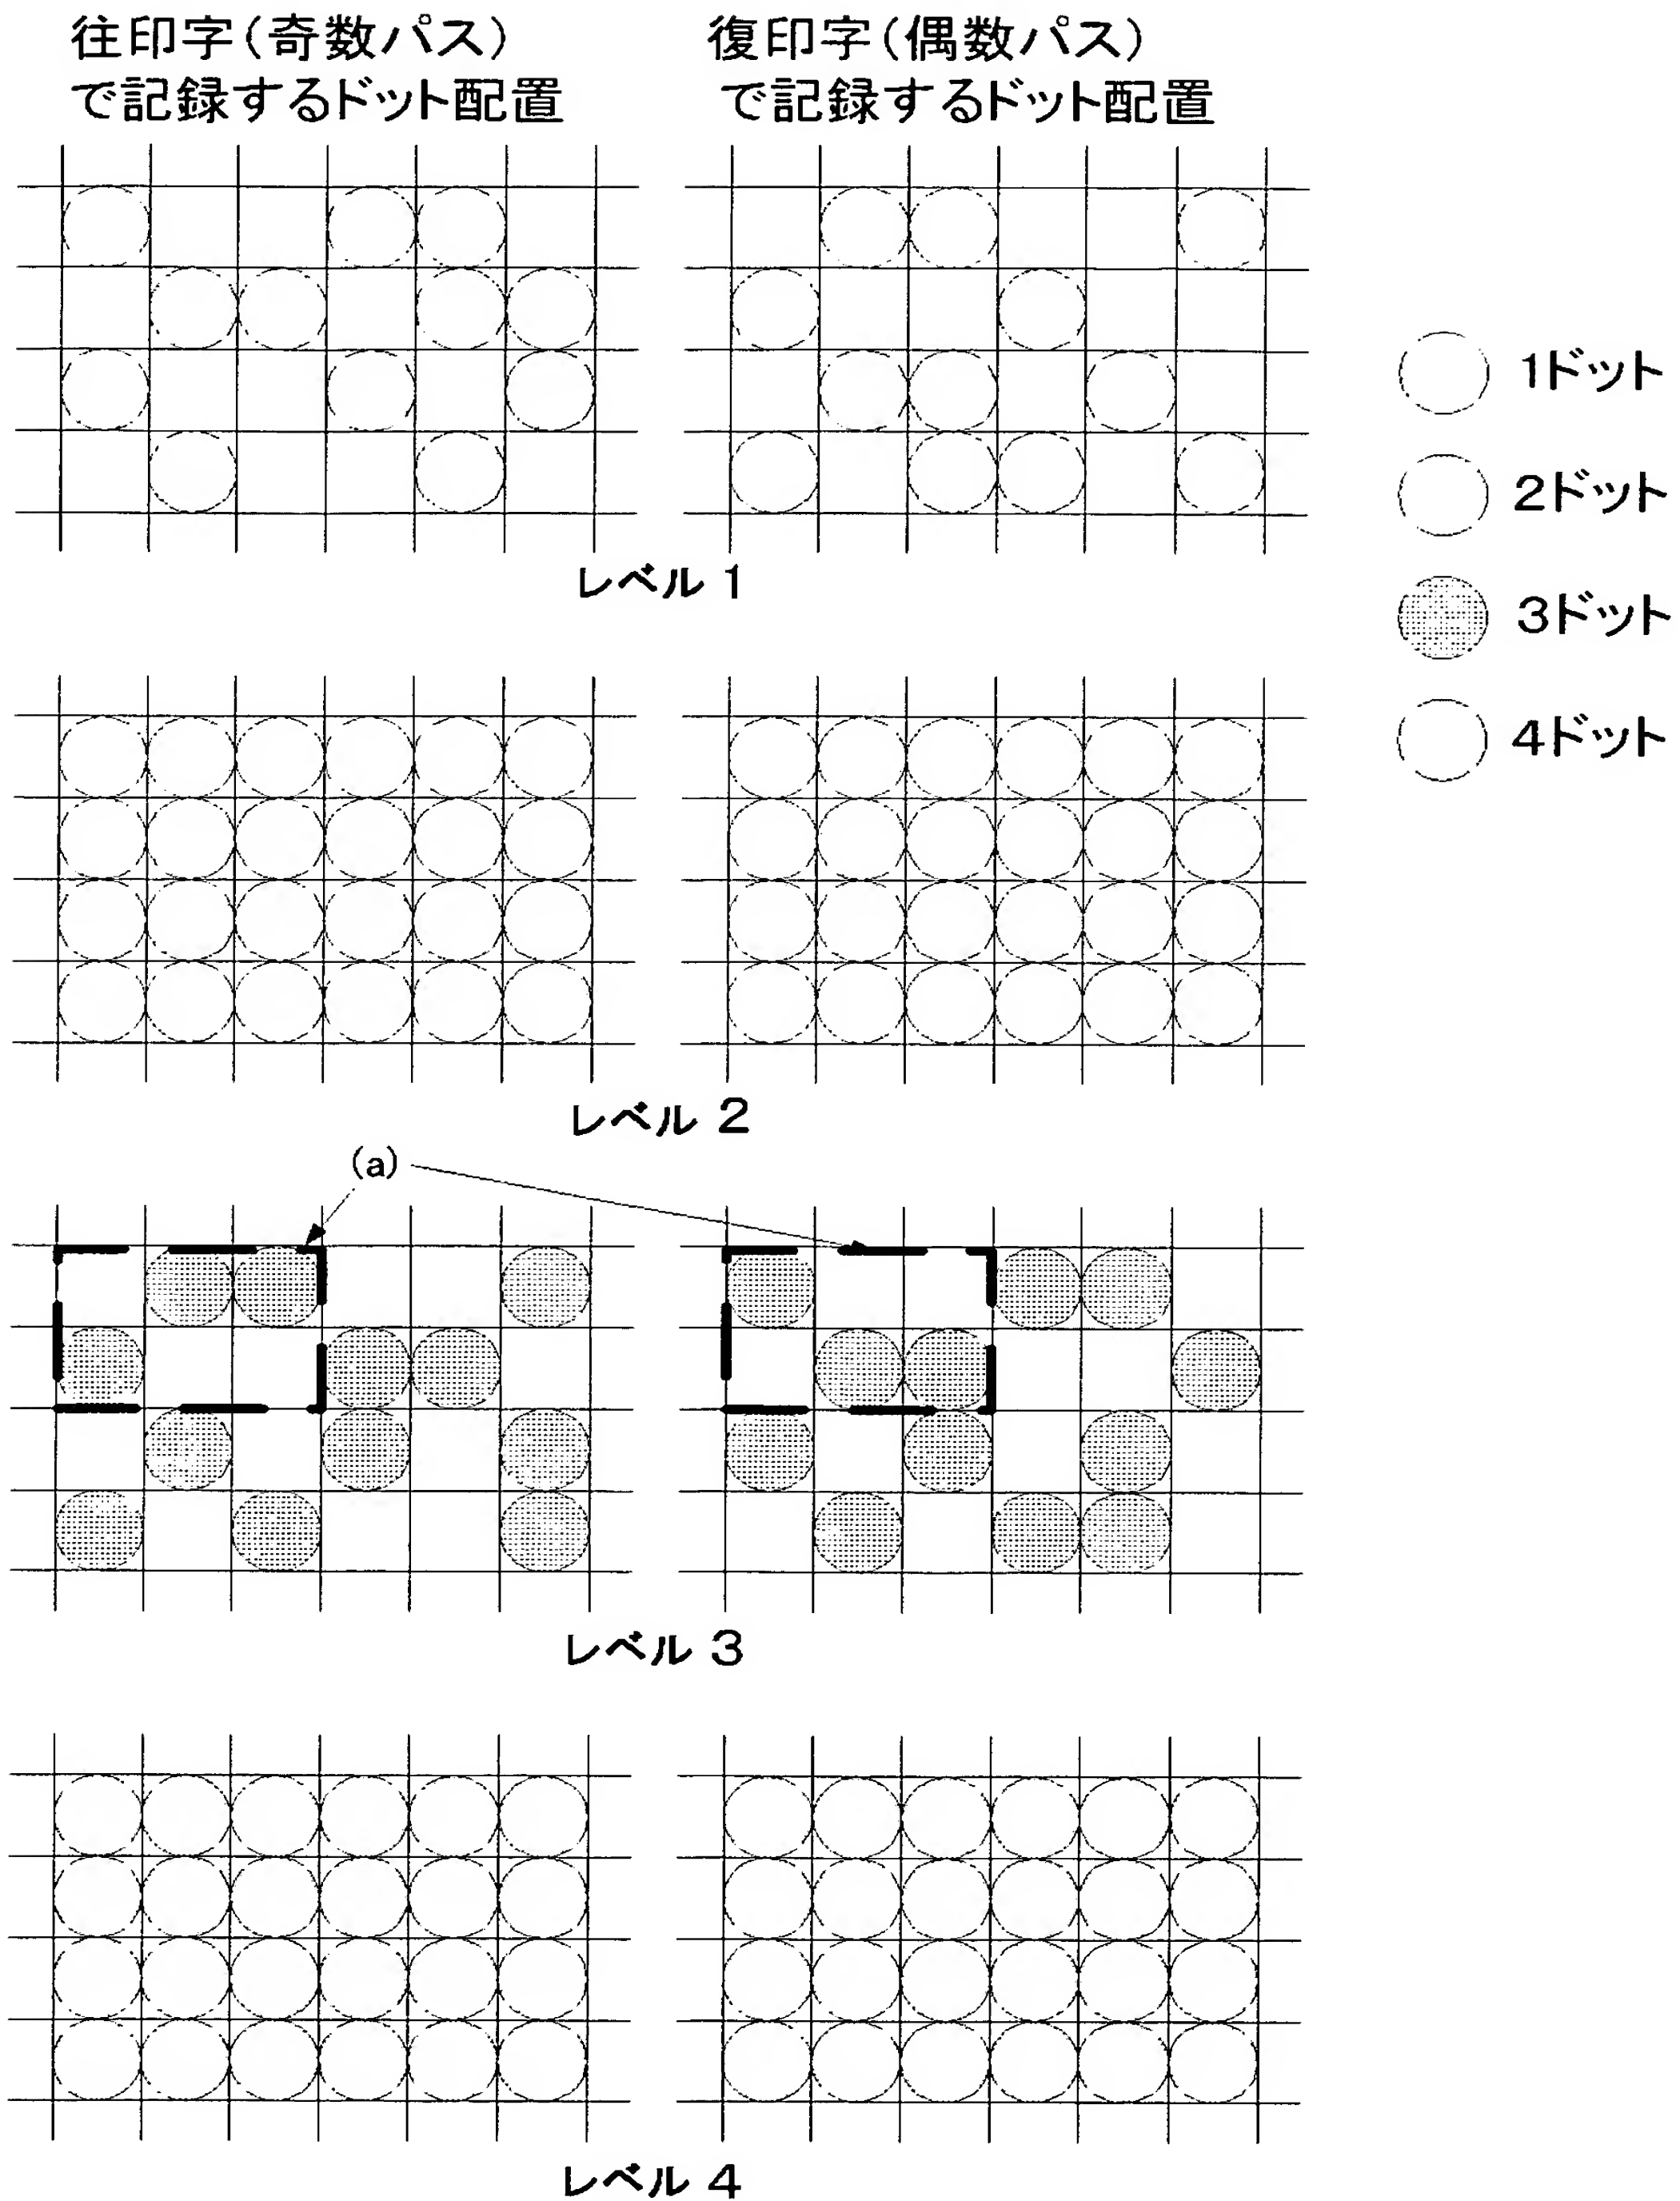 往印字(奇数パス)
で記録するドット配置
復印字(偶数パス)
で記録するドット配置
1ドット
2ドット
3ドット
4ドット
レベル 1
レベル 2
(a)
レベル 3
レベル 4